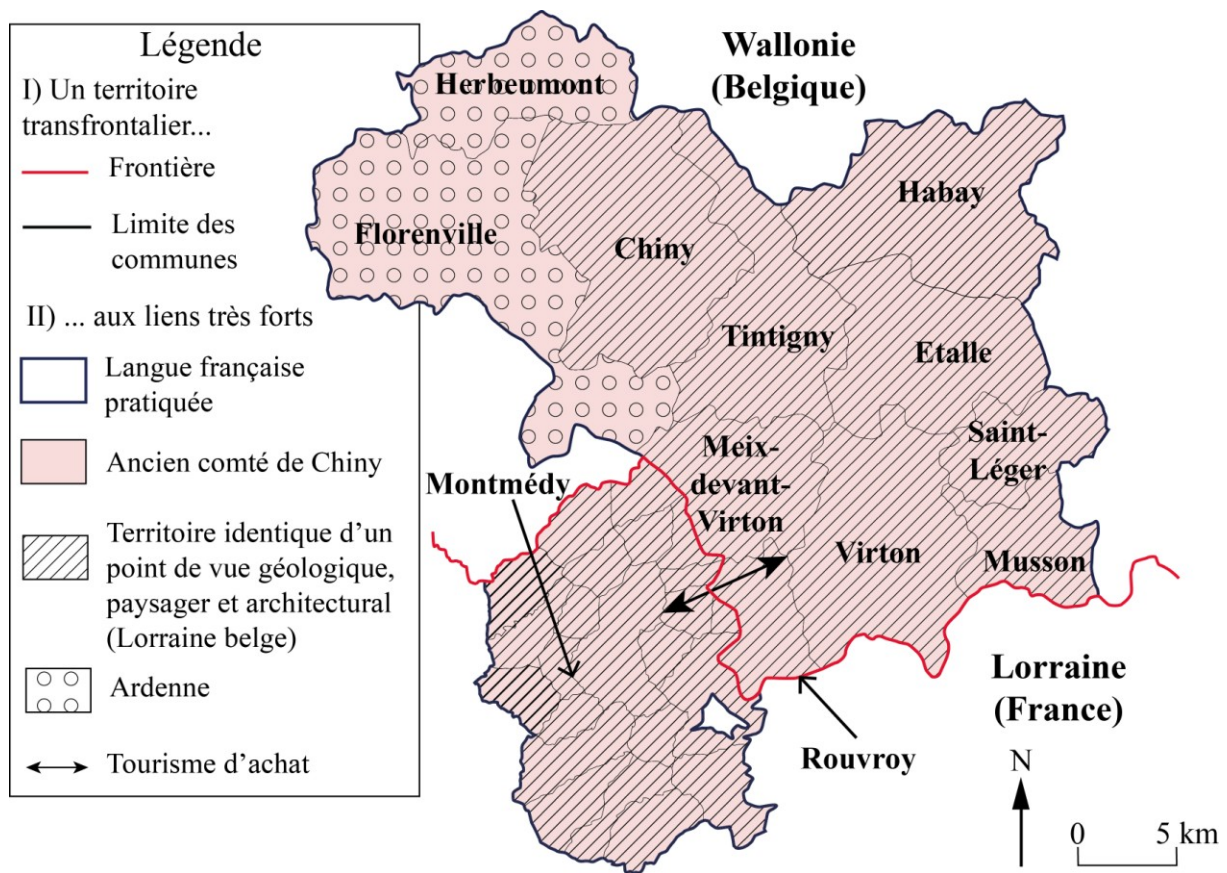 Légende
I) Un territoire
transfrontalier...
Frontière
Limite des
communes
II) ... aux liens très forts
Langue française
pratiquée
Ancien comté de Chiny
Territoire identique d’un
point de vue géologique,
paysager et architectural
(Lorraine belge)
Ardenne
Tourisme d’achat
Wallonie
(Belgique)
Herbeumont
Habay
Florenville
Chiny
Tintigny
Etalle
Saint-
Léger
Meix-
devant-
Virton
Montmédy
Virton
Musson
Lorraine
(France)
Rouvroy
N
0 5 km